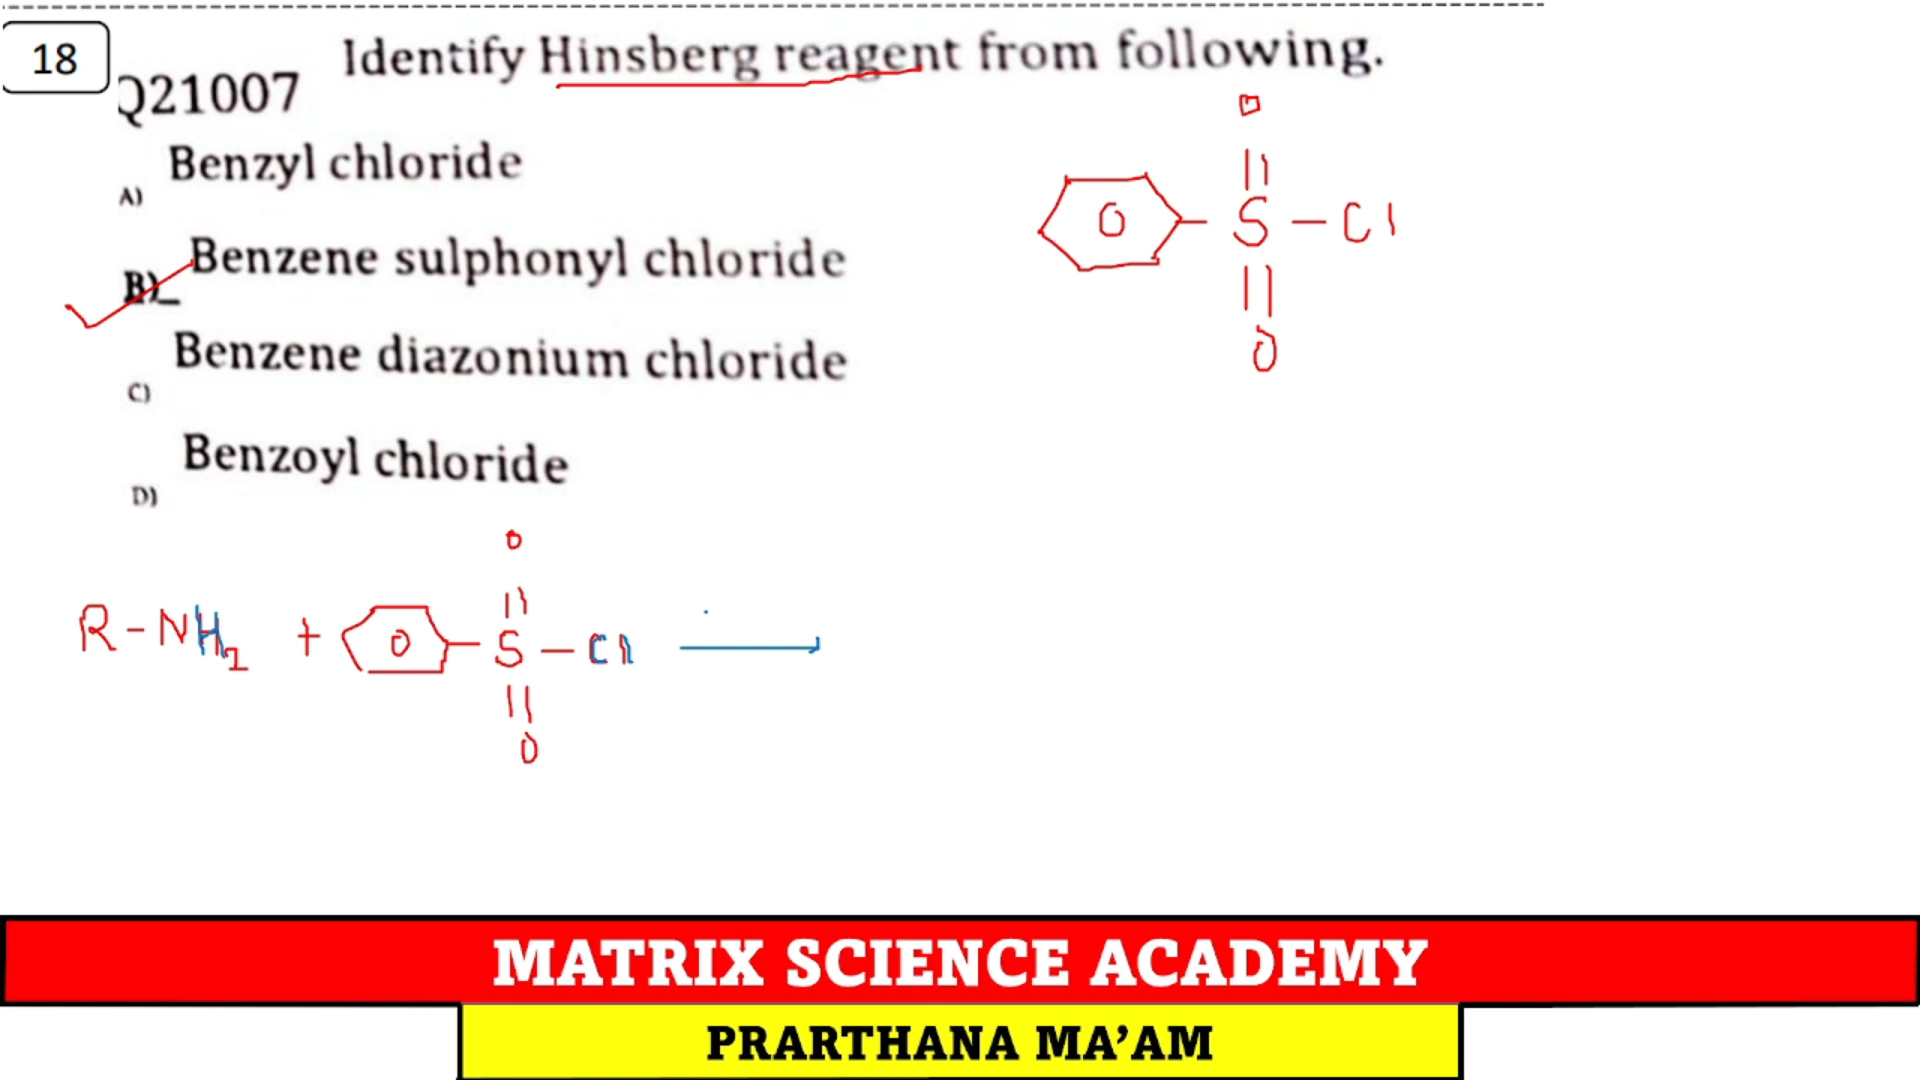 18
Q21007 Identify Hinsberg reagent from following.
A) Benzyl chloride
B) Benzene sulphonyl chloride
C) Benzene diazonium chloride
D) Benzoyl chloride
O
||
O - S - Cl
||
O
O
||
R - NH2 + O - S - Cl
||
O
MATRIX SCIENCE ACADEMY
PRARTHANA MA'AM